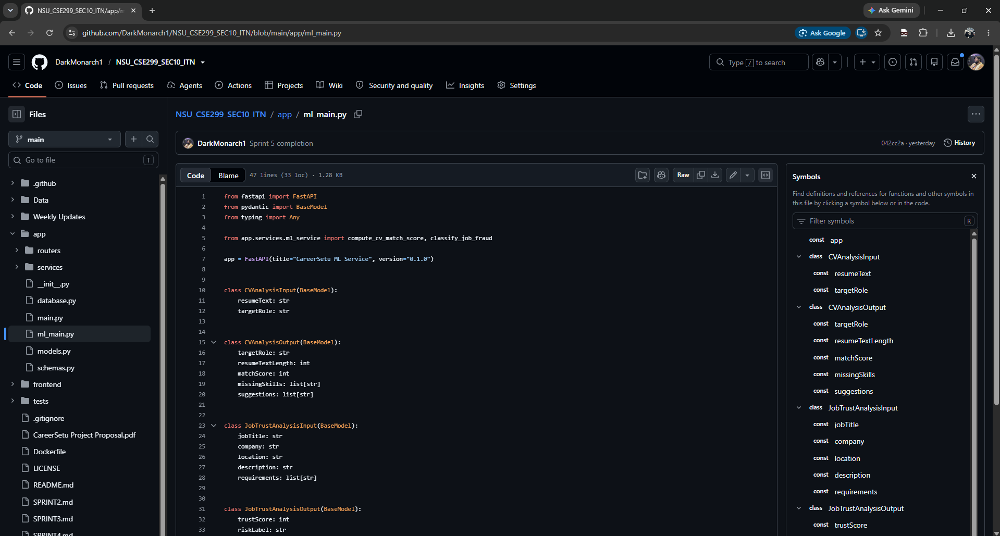 NSU_CSE299_SEC10_ITN/app/m
Ask Gemini
github.com/DarkMonarch1/NSU_CSE299_SEC10_ITN/blob/main/app/ml_main.py
Ask Google
DarkMonarch1 / NSU_CSE299_SEC10_ITN
Type / to search
Code Issues Pull requests Agents Actions Projects Wiki Security and quality Insights Settings
Files
main
Go to file T
.github
Data
Weekly Updates
app
routers
services
__init__.py
database.py
main.py
ml_main.py
models.py
schemas.py
frontend
tests
.gitignore
CareerSetu Project Proposal.pdf
Dockerfile
LICENSE
README.md
SPRINT2.md
SPRINT3.md
SPRINT4.md
NSU_CSE299_SEC10_ITN / app / ml_main.py
DarkMonarch1 Sprint 5 completion
042cc2a · yesterday History
Code Blame 47 lines (33 loc) · 1.28 KB
Raw
1 from fastapi import FastAPI
2 from pydantic import BaseModel
3 from typing import Any
4
5 from app.services.ml_service import compute_cv_match_score, classify_job_fraud
6
7 app = FastAPI(title="CareerSetu ML Service", version="0.1.0")
8
9
10 class CVAnalysisInput(BaseModel):
11 resumeText: str
12 targetRole: str
13
14
15 class CVAnalysisOutput(BaseModel):
16 targetRole: str
17 resumeTextLength: int
18 matchScore: int
19 missingSkills: list[str]
20 suggestions: list[str]
21
22
23 class JobTrustAnalysisInput(BaseModel):
24 jobTitle: str
25 company: str
26 location: str
27 description: str
28 requirements: list[str]
29
30
31 class JobTrustAnalysisOutput(BaseModel):
32 trustScore: int
33 riskLabel: str
Symbols
Find definitions and references for functions and other symbols in
this file by clicking a symbol below or in the code.
Filter symbols R
const app
class CVAnalysisInput
const resumeText
const targetRole
class CVAnalysisOutput
const targetRole
const resumeTextLength
const matchScore
const missingSkills
const suggestions
class JobTrustAnalysisInput
const jobTitle
const company
const location
const description
const requirements
class JobTrustAnalysisOutput
const trustScore